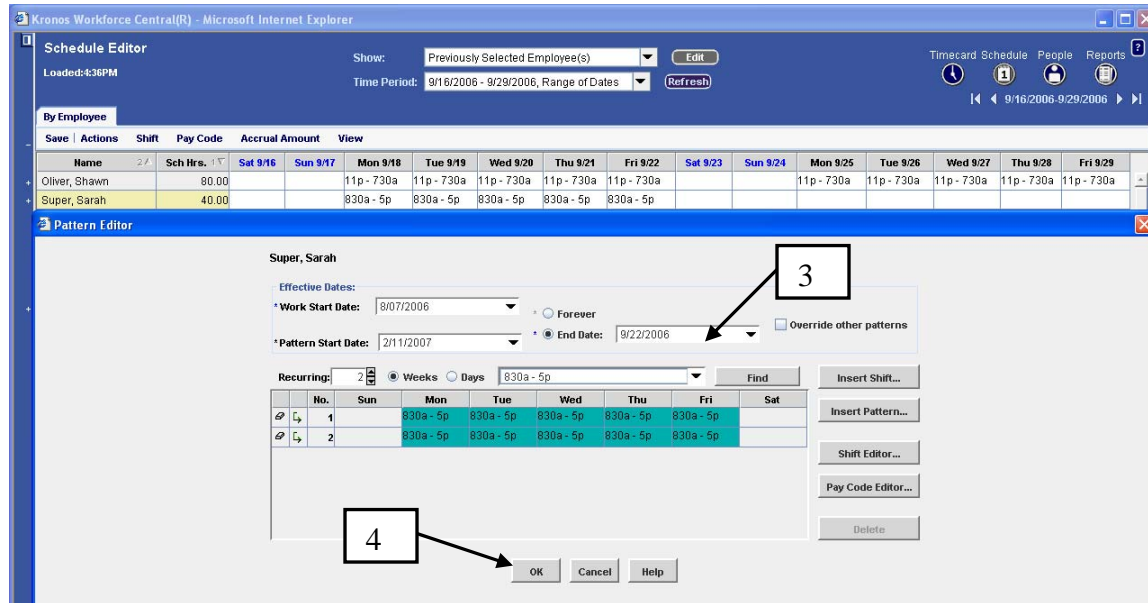 Kronos Workforce Central(R) - Microsoft Internet Explorer
Schedule Editor
Loaded:4:36PM
Show: Previously Selected Employee(s) Edit
Time Period: 9/16/2006 - 9/29/2006, Range of Dates Refresh
Timecard Schedule People Reports ?
1
9/16/2006-9/29/2006
By Employee
Save | Actions Shift Pay Code Accrual Amount View
Name 2 Sch Hrs. 1 Sat 9/16 Sun 9/17 Mon 9/18 Tue 9/19 Wed 9/20 Thu 9/21 Fri 9/22 Sat 9/23 Sun 9/24 Mon 9/25 Tue 9/26 Wed 9/27 Thu 9/28 Fri 9/29
Oliver, Shawn 80.00 11p - 730a 11p - 730a 11p - 730a 11p - 730a 11p - 730a 11p - 730a 11p - 730a 11p - 730a 11p - 730a 11p - 730a
Super, Sarah 40.00 830a - 5p 830a - 5p 830a - 5p 830a - 5p 830a - 5p
Pattern Editor
Super, Sarah
3
Effective Dates:
*Work Start Date: 8/07/2006
* Forever
* End Date: 9/22/2006
Override other patterns
*Pattern Start Date: 2/11/2007
Recurring: 2 Weeks Days 830a - 5p Find
Insert Shift...
No. Sun Mon Tue Wed Thu Fri Sat
1 830a - 5p 830a - 5p 830a - 5p 830a - 5p 830a - 5p
Insert Pattern...
2 830a - 5p 830a - 5p 830a - 5p 830a - 5p 830a - 5p
Shift Editor...
Pay Code Editor...
Delete
4
OK Cancel Help